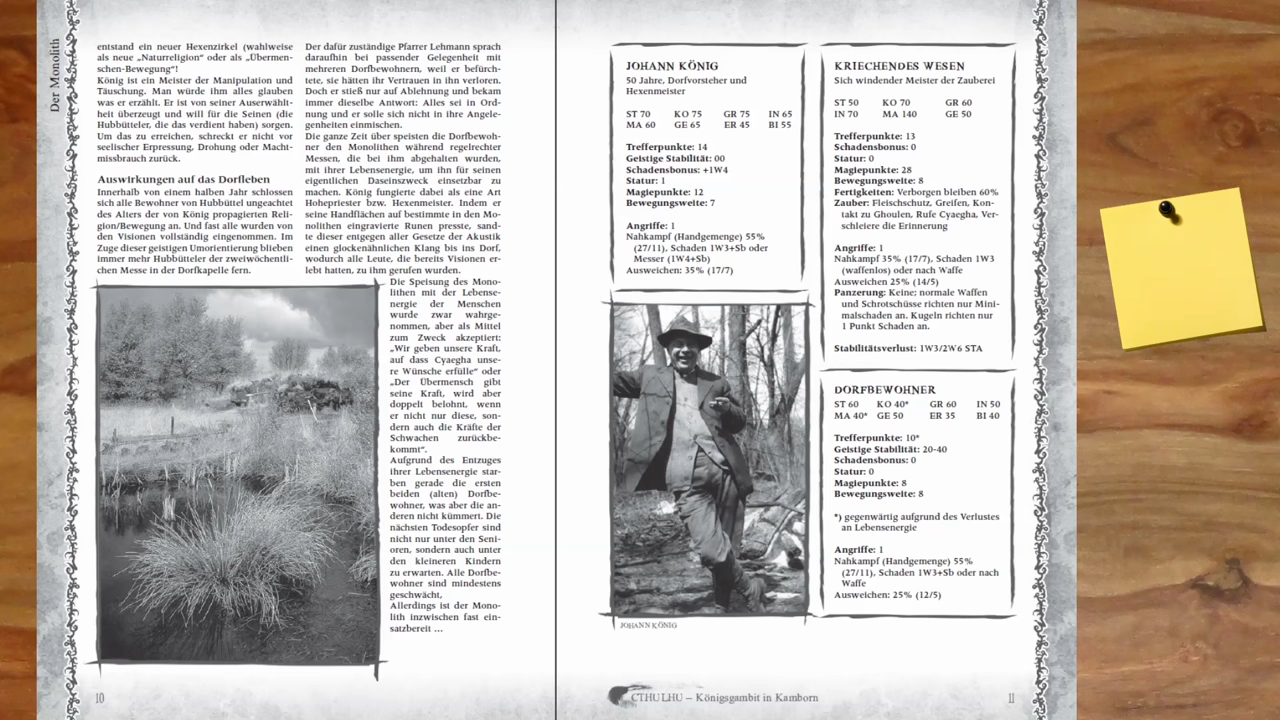 Der Monolith
entstand ein neuer Hexenzirkel (wahlweise
als neue „Naturreligion“ oder als „Übermen-
schen-Bewegung“!
König ist ein Meister der Manipulation und
Täuschung. Man würde ihm alles glauben
was er erzählt. Er ist von seiner Auserwählt-
heit überzeugt und will für die Seinen (die
Hubbütteler, die das verdient haben) sorgen.
Um das zu erreichen, schreckt er nicht vor
seelischer Erpressung, Drohung oder Macht-
missbrauch zurück.
Auswirkungen auf das Dorfleben
Innerhalb von einem halben Jahr schlossen
sich alle Bewohner von Hubbüttel ungeachtet
des Alters der von König propagierten Reli-
gion/Bewegung an. Und fast alle wurden von
den Visionen vollständig eingenommen. Im
Zuge dieser geistigen Umorientierung blieben
immer mehr Hubbütteler der zweiwöchentli-
chen Messe in der Dorfkapelle fern.
Der dafür zuständige Pfarrer Lehmann sprach
daraufhin bei passender Gelegenheit mit
mehreren Dorfbewohnern, weil er befürch-
tete, sie hätten ihr Vertrauen in ihn verloren.
Doch er stieß nur auf Ablehnung und bekam
immer dieselbe Antwort: Alles sei in Ord-
nung und er solle sich nicht in ihre Angele-
genheiten einmischen.
Die ganze Zeit über speisten die Dorfbewoh-
ner den Monolithen während regelrechter
Messen, die bei ihm abgehalten wurden,
mit ihrer Lebensenergie, um ihn für seinen
eigentlichen Daseinszweck einsetzbar zu
machen. König fungierte dabei als eine Art
Hohepriester bzw. Hexenmeister. Indem er
seine Handflächen auf bestimmte in den Mo-
nolithen eingravierte Runen presste, sand-
te dieser entgegen aller Gesetze der Akustik
einen glockenähnlichen Klang bis ins Dorf,
wodurch alle Leute, die bereits Visionen er-
lebt hatten, zu ihm gerufen wurden.
Die Speisung des Mono-
lithen mit der Lebense-
nergie der Menschen
wurde zwar wahrge-
nommen, aber als Mittel
zum Zweck akzeptiert:
„Wir geben unsere Kraft,
auf dass Cyaegha unse-
re Wünsche erfülle“ oder
„Der Übermensch gibt
seine Kraft, wird aber
doppelt belohnt, wenn
er nicht nur diese, son-
dern auch die Kräfte der
Schwachen zurückbe-
kommt“.
Aufgrund des Entzuges
ihrer Lebensenergie star-
ben gerade die ersten
beiden (alten) Dorfbe-
wohner, was aber die an-
deren nicht kümmert. Die
nächsten Todesopfer sind
nicht nur unter den Seni-
oren, sondern auch unter
den kleineren Kindern
zu erwarten. Alle Dorfbe-
wohner sind mindestens
geschwächt,
Allerdings ist der Mono-
lith inzwischen fast ein-
satzbereit ...
10
JOHANN KÖNIG
50 Jahre, Dorfvorsteher und
Hexenmeister
ST 70 KO 75 GR 75 IN 65
MA 60 GE 65 ER 45 BI 55
Trefferpunkte: 14
Geistige Stabilität: 00
Schadensbonus: +1W4
Statur: 1
Magiepunkte: 12
Bewegungsweite: 7
Angriffe: 1
Nahkampf (Handgemenge) 55%
(27/11), Schaden 1W3+Sb oder
Messer (1W4+Sb)
Ausweichen: 35% (17/7)
JOHANN KÖNIG
KRIECHENDES WESEN
Sich windender Meister der Zauberei
ST 50 KO 70 GR 60
IN 70 MA 140 GE 50
Trefferpunkte: 13
Schadensbonus: 0
Statur: 0
Magiepunkte: 28
Bewegungsweite: 8
Fertigkeiten: Verborgen bleiben 60%
Zauber: Fleischschutz, Greifen, Kon-
takt zu Ghoulen, Rufe Cyaegha, Ver-
schleiere die Erinnerung
Angriffe: 1
Nahkampf 35% (17/7), Schaden 1W3
(waffenlos) oder nach Waffe
Ausweichen 25% (14/5)
Panzerung: Keine; normale Waffen
und Schrotschüsse richten nur Mini-
malschaden an. Kugeln richten nur
1 Punkt Schaden an.
Stabilitätsverlust: 1W3/2W6 STA
DORFBEWOHNER
ST 60 KO 40* GR 60 IN 50
MA 40* GE 50 ER 35 BI 40
Trefferpunkte: 10*
Geistige Stabilität: 20-40
Schadensbonus: 0
Statur: 0
Magiepunkte: 8
Bewegungsweite: 8
*) gegenwärtig aufgrund des Verlustes
an Lebensenergie
Angriffe: 1
Nahkampf (Handgemenge) 55%
(27/11), Schaden 1W3+Sb oder nach
Waffe
Ausweichen: 25% (12/5)
CTHULHU – Königsgambit in Kamborn
11